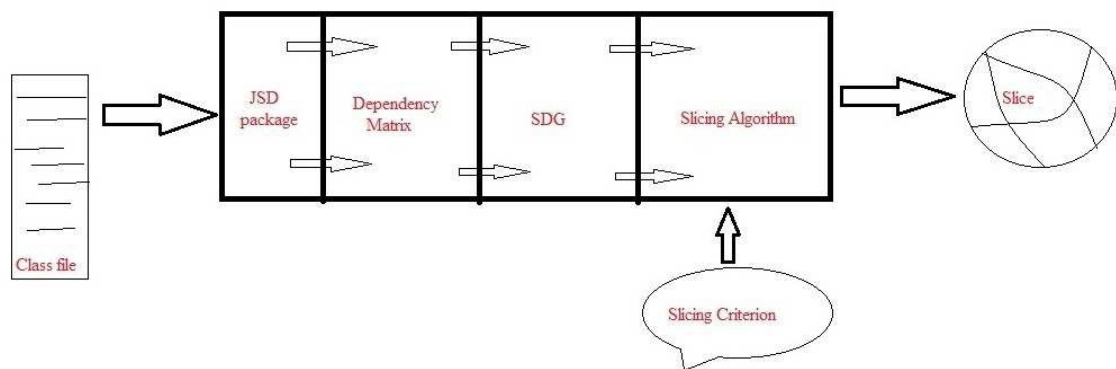 Class file
JSD
package
Dependency
Matrix
SDG
Slicing Algorithm
Slice
Slicing Criterion